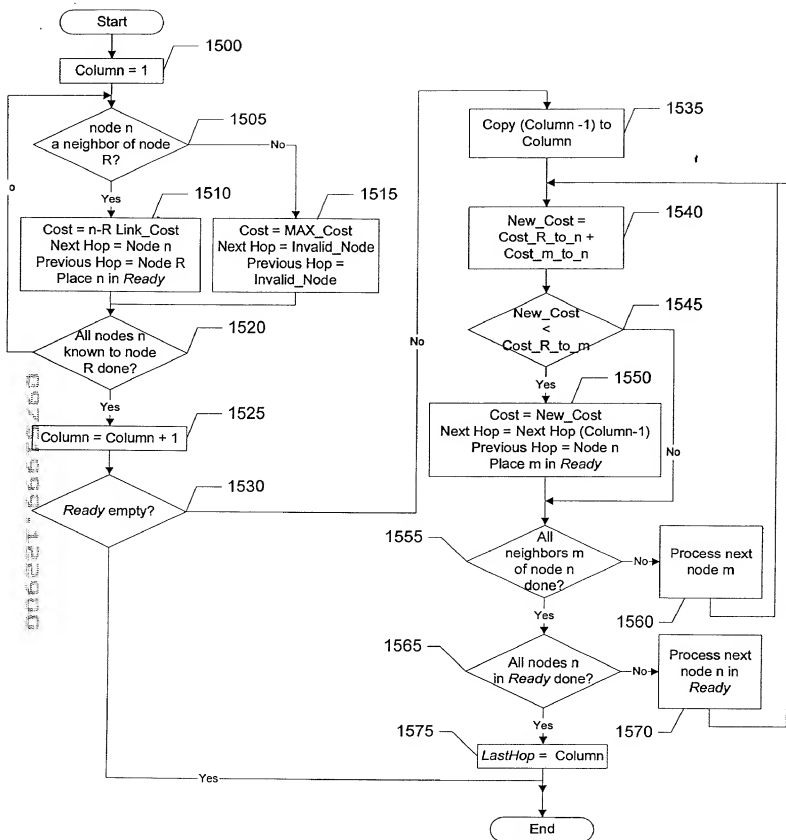 Start
1500
Column = 1
1505
node n
a neighbor of node
R?
No
o
Yes
1510
Cost = n-R Link_Cost
Next Hop = Node n
Previous Hop = Node R
Place n in Ready
1515
Cost = MAX_Cost
Next Hop = Invalid_Node
Previous Hop =
Invalid_Node
1520
All nodes n
known to node
R done?
Yes
1525
Column = Column + 1
1530
Ready empty?
No
Yes
1535
Copy (Column -1) to
Column
1540
New_Cost =
Cost_R_to_n +
Cost_m_to_n
1545
New_Cost
<
Cost_R_to_m
Yes
No
1550
Cost = New_Cost
Next Hop = Next Hop (Column-1)
Previous Hop = Node n
Place m in Ready
1555
All
neighbors m
of node n
done?
No
Process next
node m
1560
Yes
1565
All nodes n
in Ready done?
No
Process next
node n in
Ready
1570
Yes
1575
LastHop = Column
End